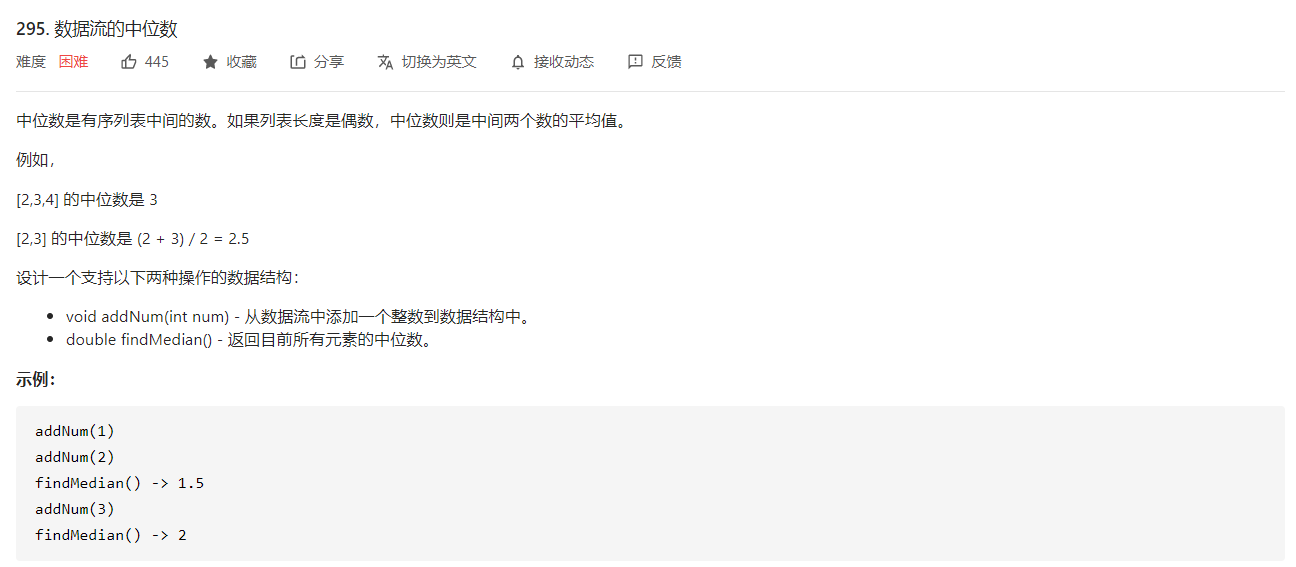 295. 数据流的中位数
难度 困难 445 收藏 分享 切换为英文 接收动态 反馈
中位数是有序列表中间的数。如果列表长度是偶数，中位数则是中间两个数的平均值。
例如，
[2,3,4] 的中位数是 3
[2,3] 的中位数是 (2 + 3) / 2 = 2.5
设计一个支持以下两种操作的数据结构：
• void addNum(int num) - 从数据流中添加一个整数到数据结构中。
• double findMedian() - 返回目前所有元素的中位数。
示例：
addNum(1)
addNum(2)
findMedian() -> 1.5
addNum(3)
findMedian() -> 2